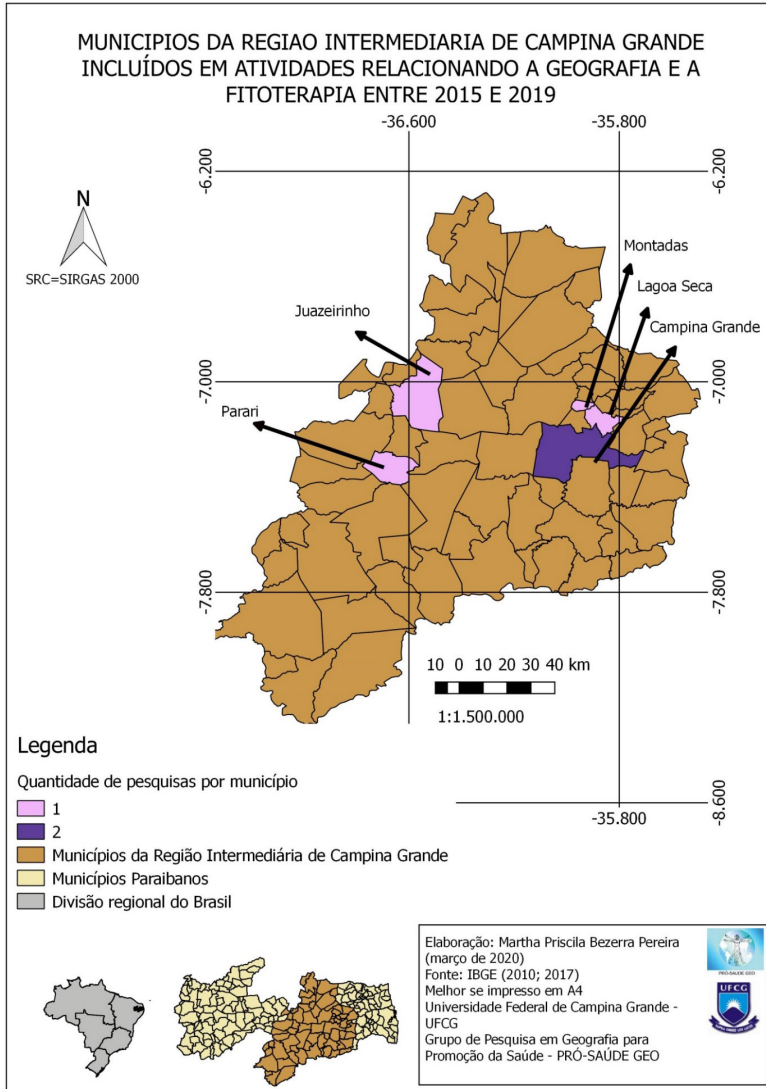 MUNICIPIOS DA REGIAO INTERMEDIARIA DE CAMPINA GRANDE
INCLUÍDOS EM ATIVIDADES RELACIONANDO A GEOGRAFIA E A
FITOTERAPIA ENTRE 2015 E 2019
-36.600
-35.800
-6.200
-6.200
N
SRC=SIRGAS 2000
Montadas
Lagoa Seca
Juazeirinho
Campina Grande
-7.000
-7.000
Parari
-7.800
-7.800
10 0 10 20 30 40 km
1:1.500.000
-8.600
-35.800
Legenda
Quantidade de pesquisas por município
1
2
Municípios da Região Intermediária de Campina Grande
Municípios Paraibanos
Divisão regional do Brasil
Elaboração: Martha Priscila Bezerra Pereira
(março de 2020)
Fonte: IBGE (2010; 2017)
Melhor se impresso em A4
Universidade Federal de Campina Grande -
UFCG
Grupo de Pesquisa em Geografia para
Promoção da Saúde - PRÓ-SAÚDE GEO
PRÓ-SAÚDE GEO
UFCG